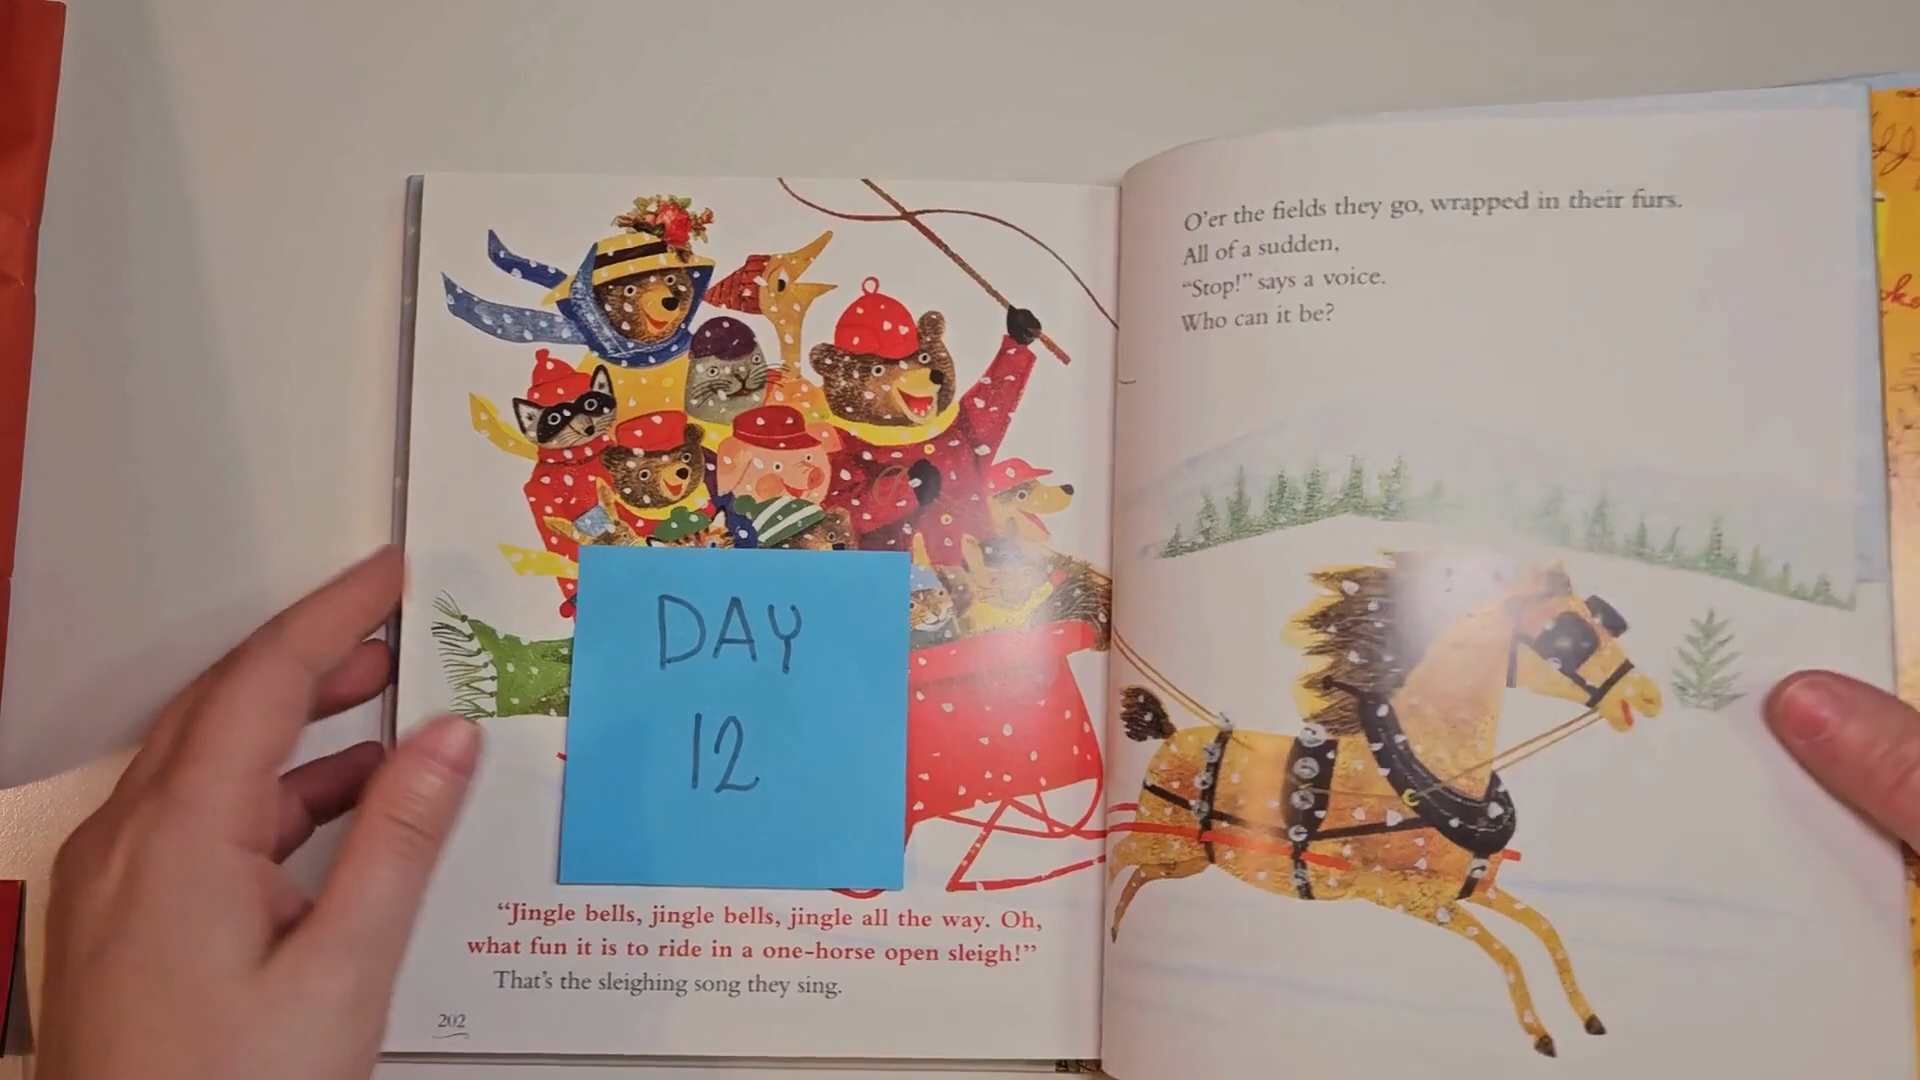 DAY
12
“Jingle bells, jingle bells, jingle all the way. Oh,
what fun it is to ride in a one-horse open sleigh!”
That’s the sleighing song they sing.
202
O’er the fields they go, wrapped in their furs.
All of a sudden,
“Stop!” says a voice.
Who can it be?